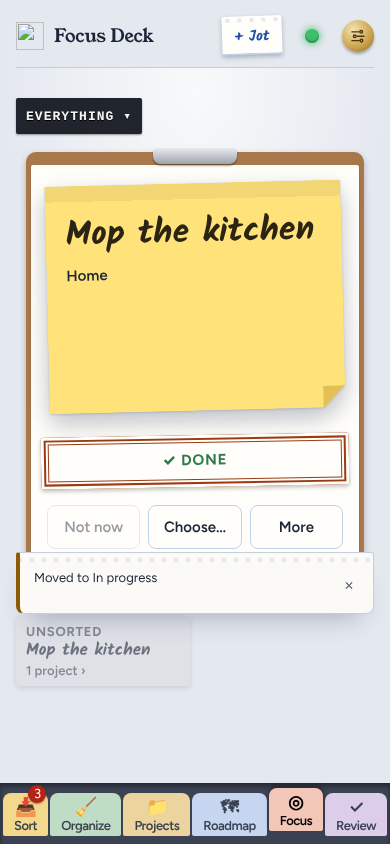 Focus Deck
+ Jot
EVERYTHING ▾
Mop the kitchen
Home
✓ DONE
Not now
Choose...
More
Moved to In progress
×
UNSORTED
Mop the kitchen
1 project ›
3
Sort
Organize
Projects
Roadmap
Focus
Review